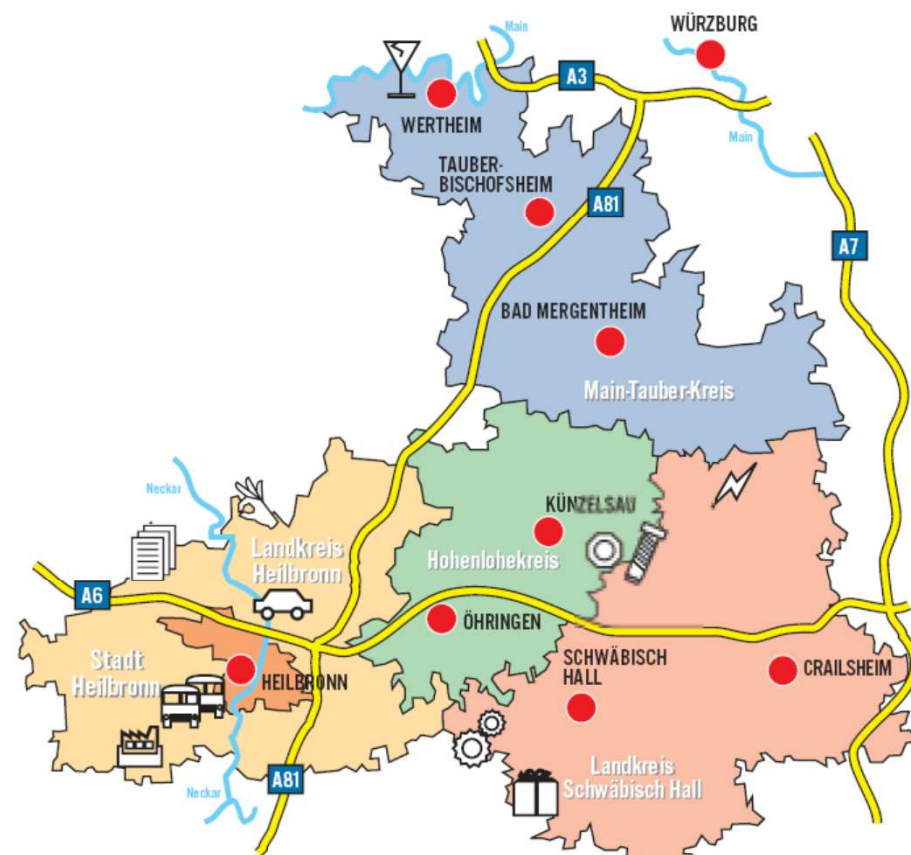 WÜRZBURG
Main
A3
WERTHEIM
Main
TAUBER-
BISCHOFSHEIM
A81
A7
BAD MERGENTHEIM
Main-Tauber-Kreis
Neckar
KÜNZELSAU
Landkreis
Heilbronn
Hohenlohekreis
A6
ÖHRINGEN
Stadt
Heilbronn
HEILBRONN
SCHWÄBISCH
HALL
CRAILSHEIM
Landkreis
Schwäbisch Hall
A81
Neckar